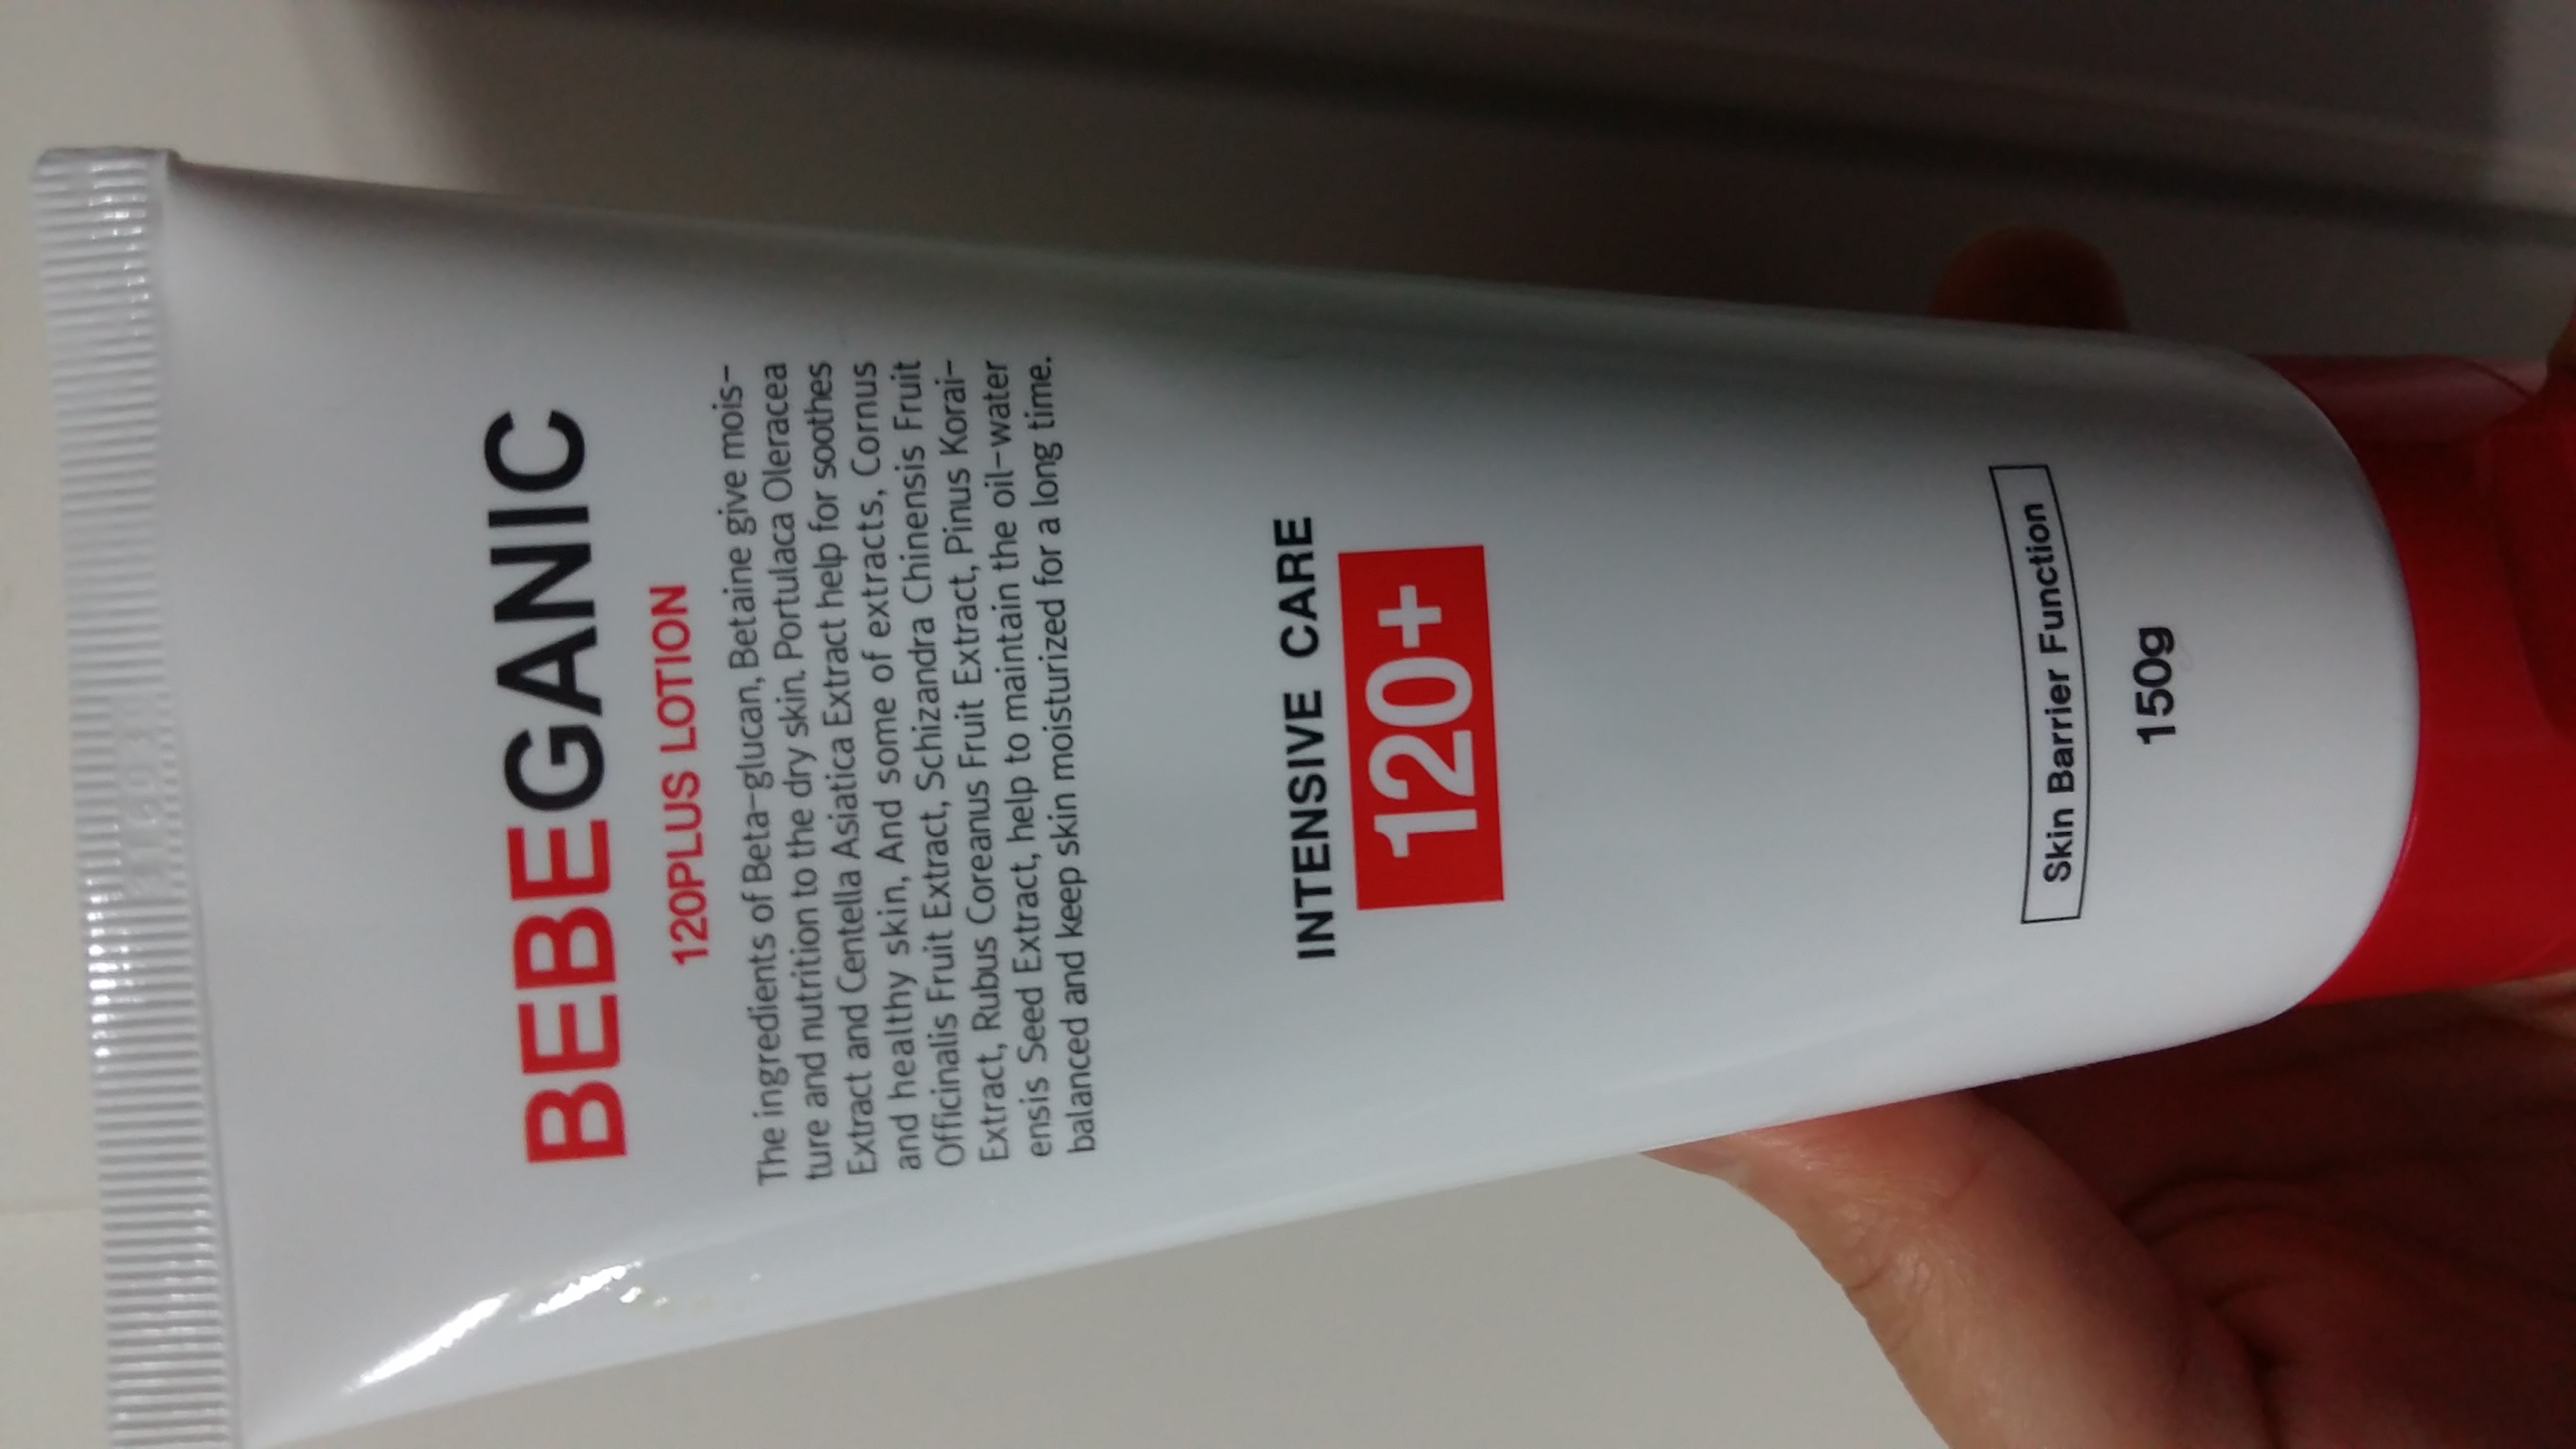 BEBEGANIC
120PLUS LOTION
The ingredients of Beta-glucan, Betaine give mois-
ture and nutrition to the dry skin. Portulaca Oleracea
Extract and Centella Asiatica Extract help for soothes
and healthy skin, And some of extracts, Cornus
Officinalis Fruit Extract, Schizandra Chinensis Fruit
Extract, Rubus Coreanus Fruit Extract, Pinus Korai-
ensis Seed Extract, help to maintain the oil-water
balanced and keep skin moisturized for a long time.
INTENSIVE CARE
120+
Skin Barrier Function
150g